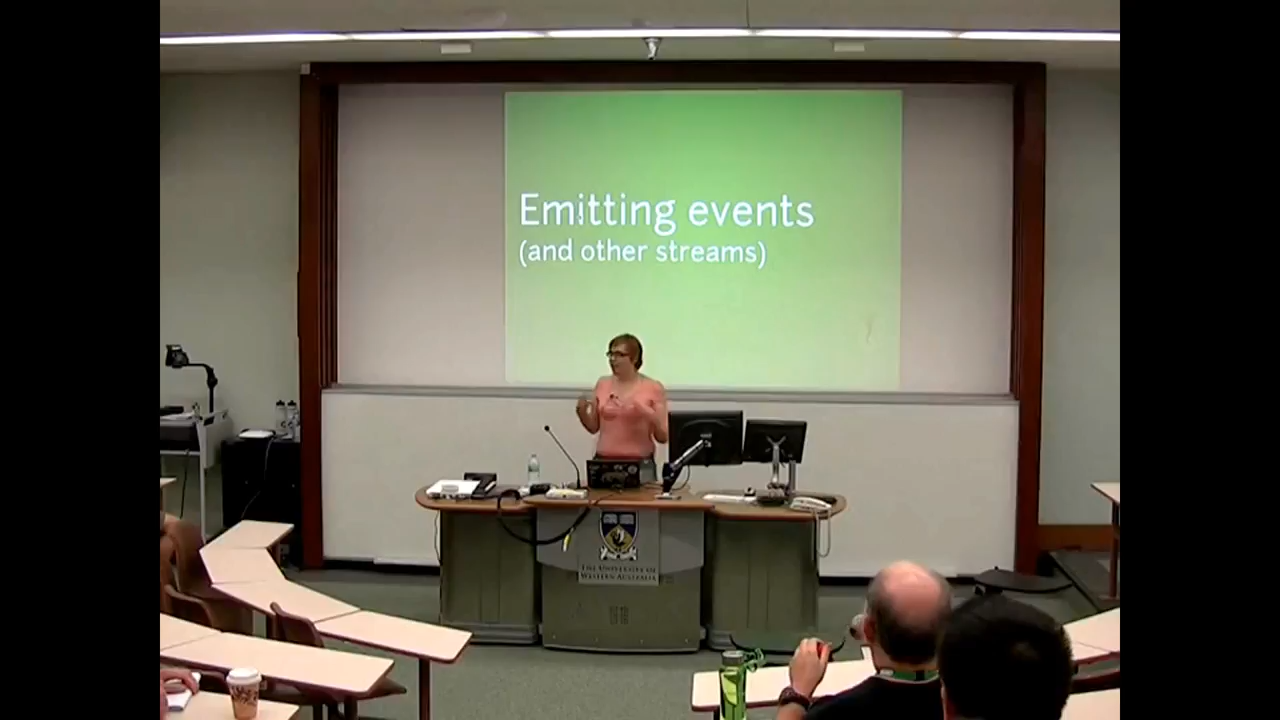 Emitting events
(and other streams)
THE UNIVERSITY OF
WESTERN AUSTRALIA